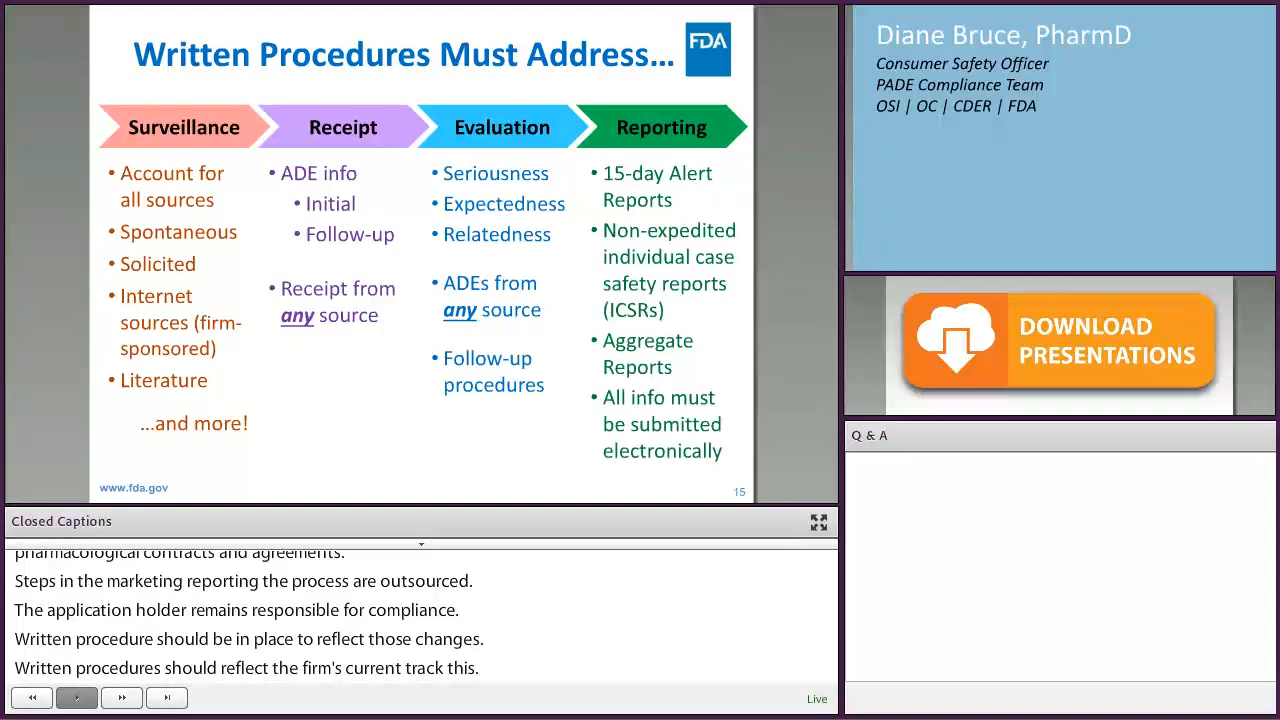 Written Procedures Must Address...
FDA
Surveillance
Receipt
Evaluation
Reporting
• Account for
all sources
• Spontaneous
• Solicited
• Internet
sources (firm-
sponsored)
• Literature
...and more!
• ADE info
• Initial
• Follow-up
• Receipt from
any source
• Seriousness
• Expectedness
• Relatedness
• ADEs from
any source
• Follow-up
procedures
• 15-day Alert
Reports
• Non-expedited
individual case
safety reports
(ICSRs)
• Aggregate
Reports
• All info must
be submitted
electronically
www.fda.gov
15
Diane Bruce, PharmD
Consumer Safety Officer
PADE Compliance Team
OSI | OC | CDER | FDA
DOWNLOAD
PRESENTATIONS
Q & A
Closed Captions
pharmacological contracts and agreements.
Steps in the marketing reporting the process are outsourced.
The application holder remains responsible for compliance.
Written procedure should be in place to reflect those changes.
Written procedures should reflect the firm's current track this.
Live